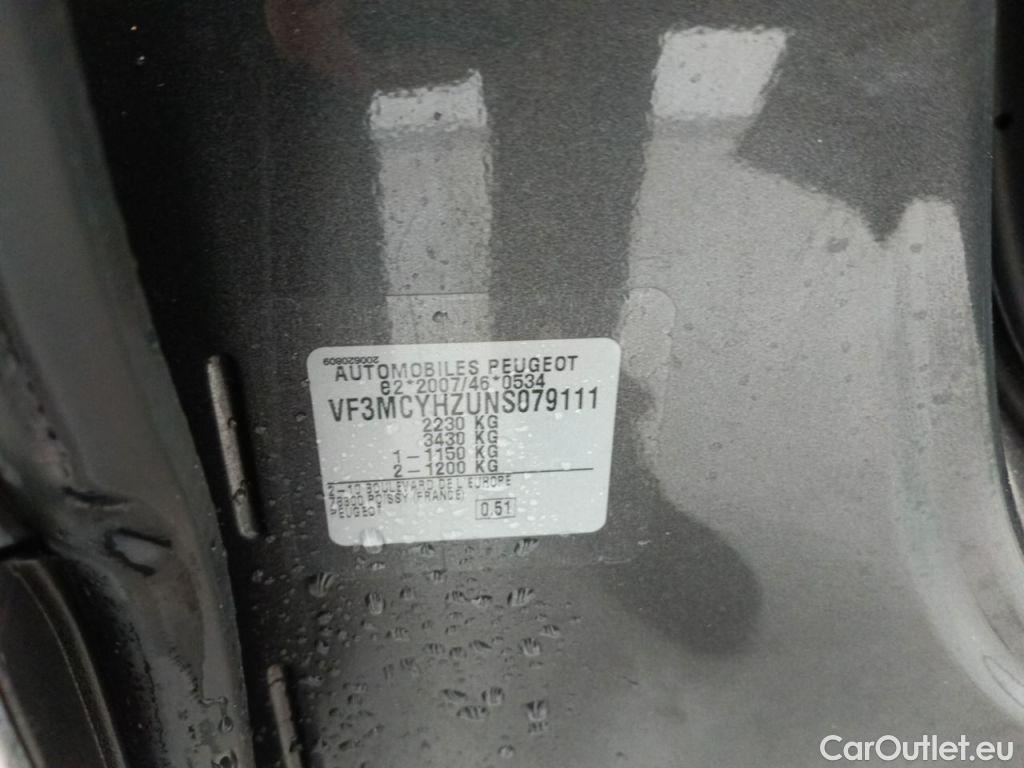 200620809
AUTOMOBILES PEUGEOT
e2*2007/46*0534
VF3MCYHZUNS079111
2230 KG
3430 KG
1-1150 KG
2-1200 KG
2-10 BOULEVARD DE L'EUROPE
78300 POISSY (FRANCE)
PEUGEOT
0.51
CarOutlet.eu